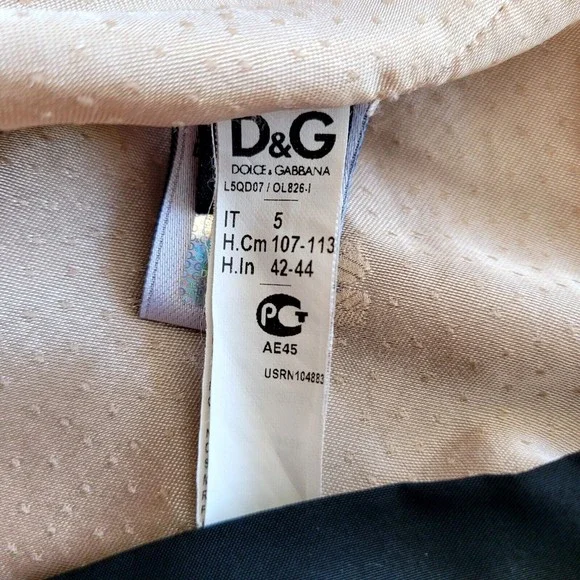 D&G
DOLCE & GABBANA
L5QD07 / OL826-I
IT 5
H.Cm 107-113
H.In 42-44
PCT
AE45
USRN104883